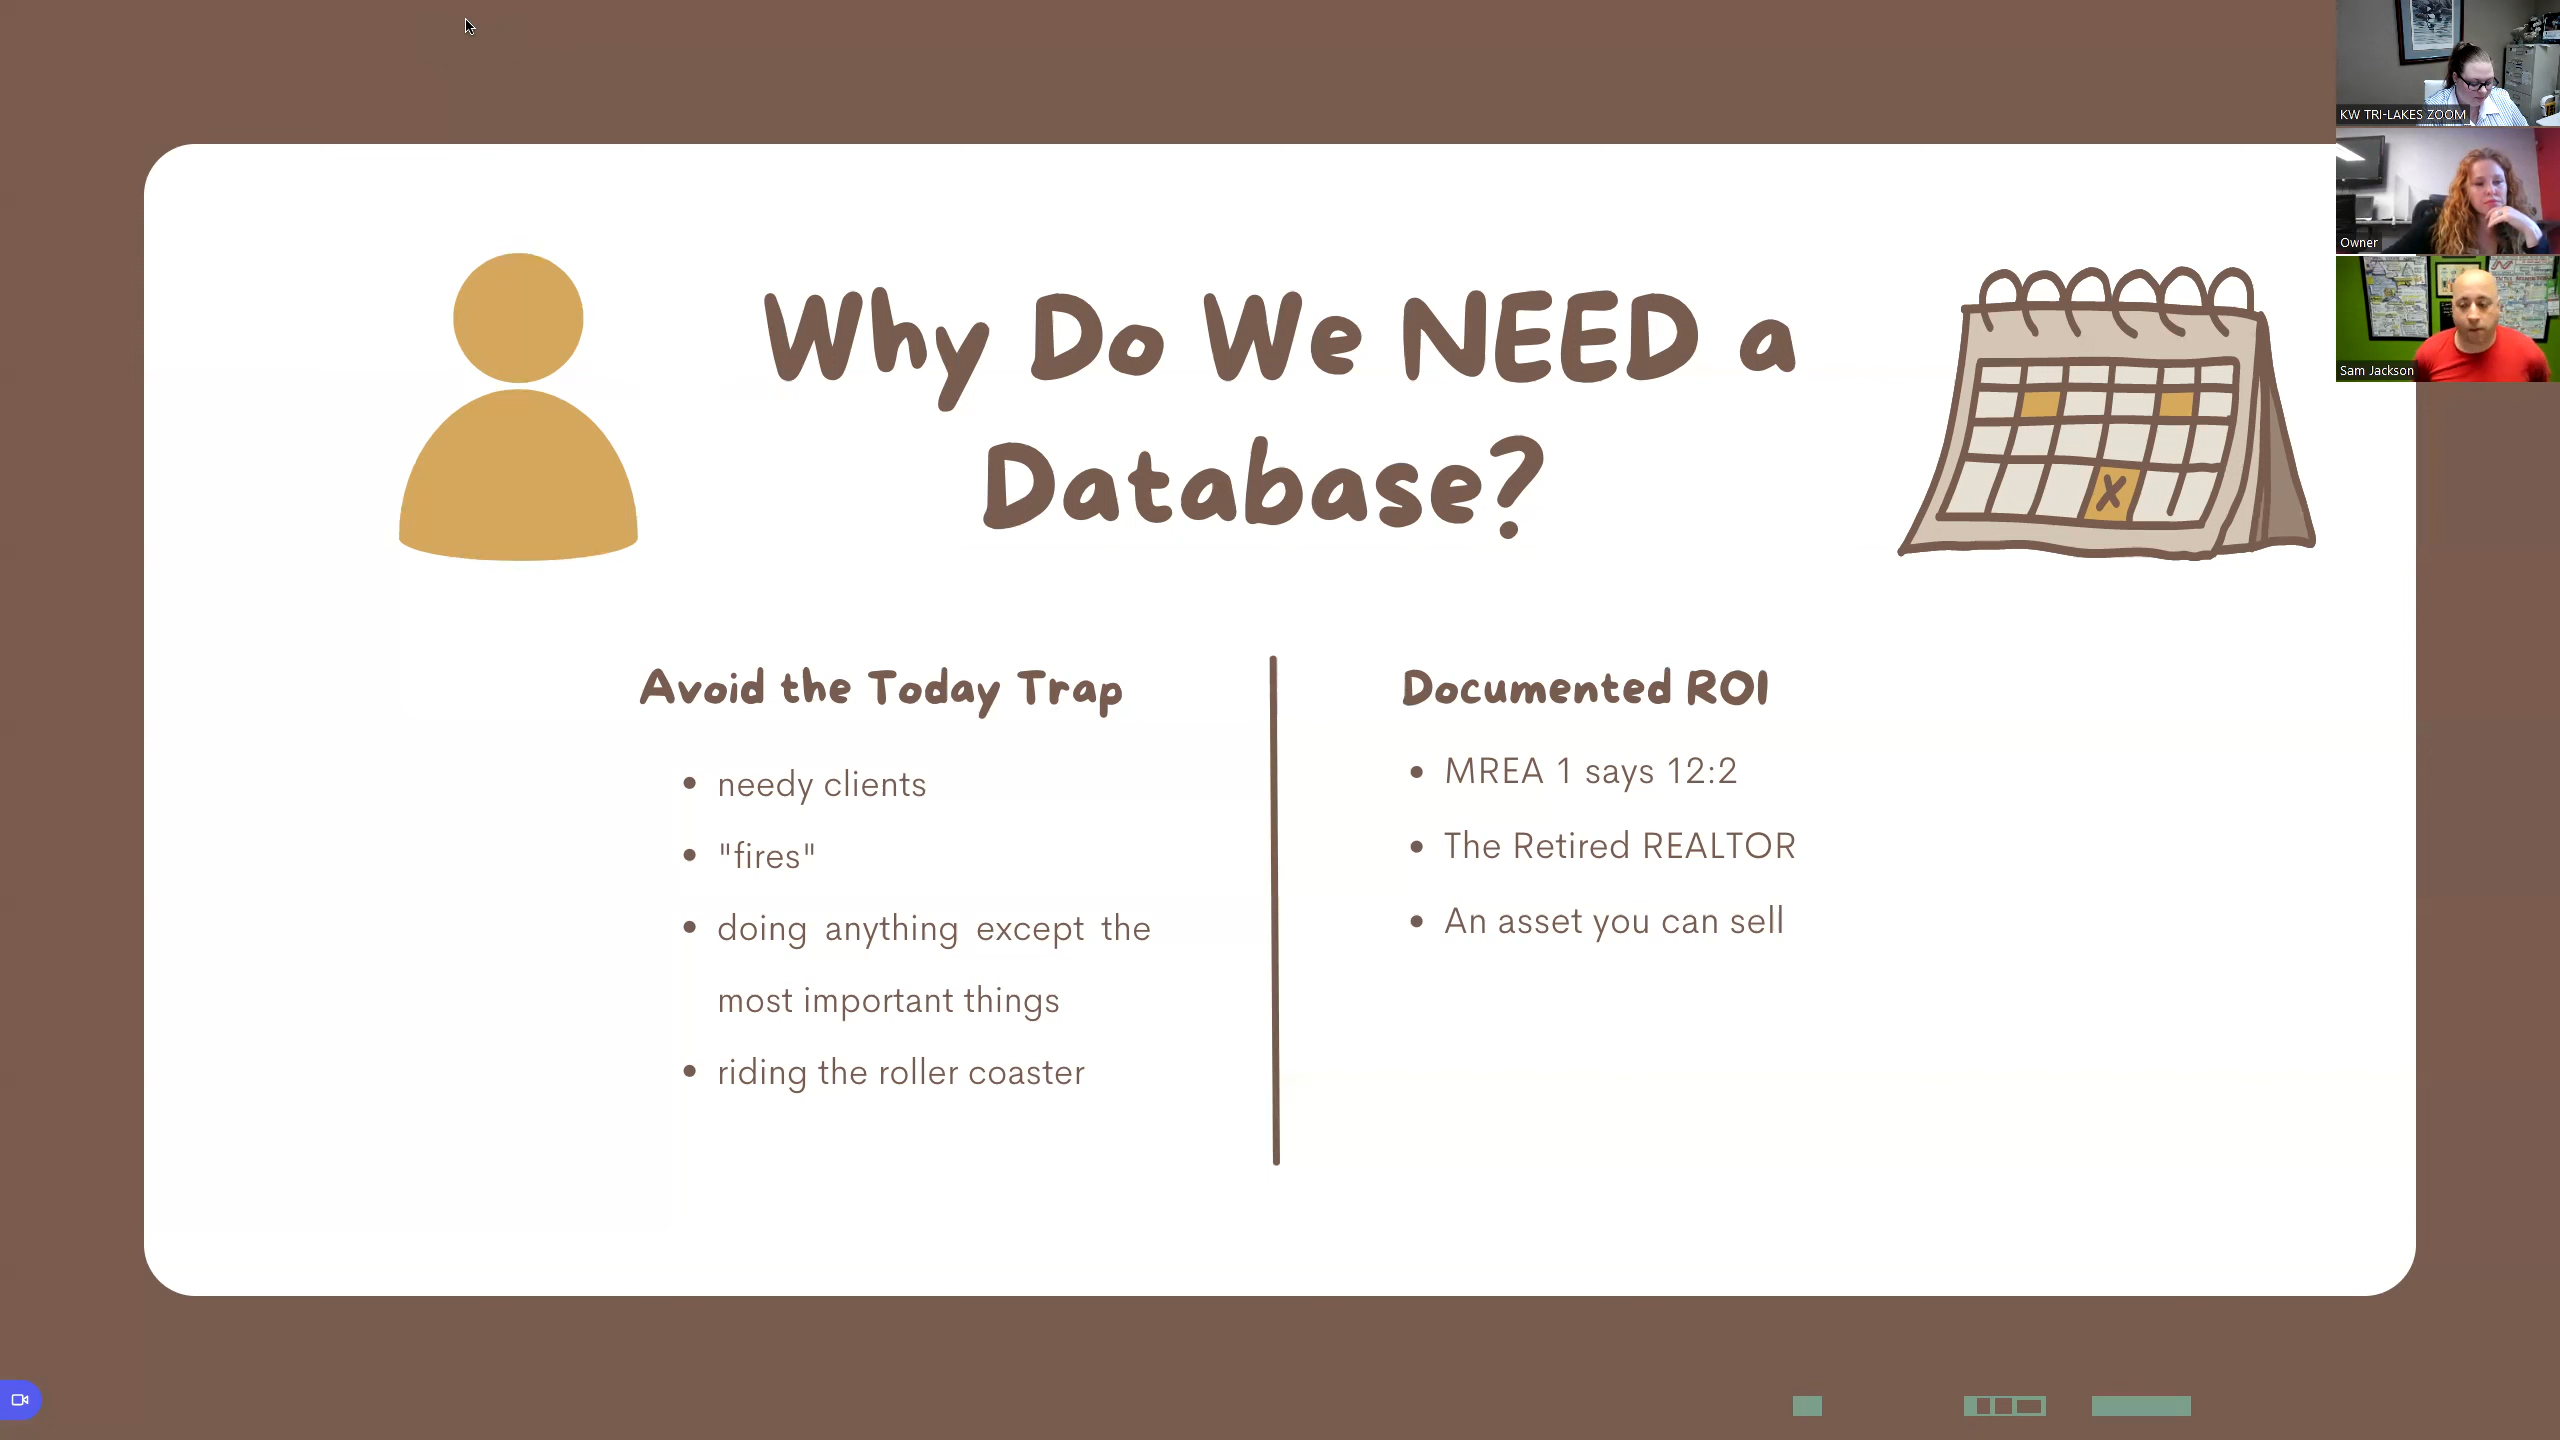 KW TRI-LAKES ZOOM
Owner
Sam Jackson
Why Do We NEED a
Database?
X
Avoid the Today Trap
needy clients
"fires"
doing anything except the
most important things
riding the roller coaster
Documented ROI
MREA 1 says 12:2
The Retired REALTOR
An asset you can sell